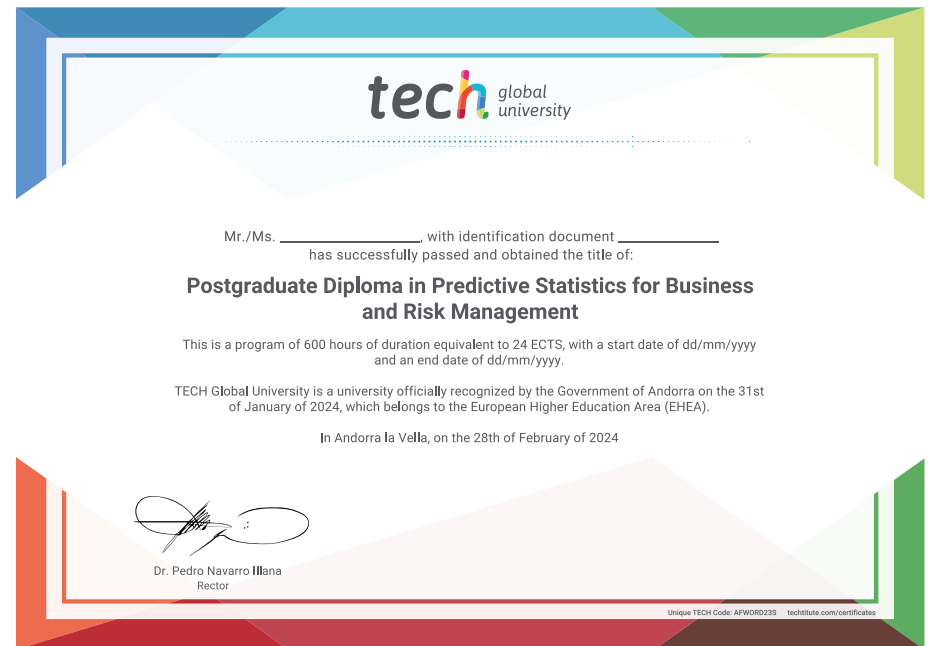 tech global
university
Mr./Ms. ____________, with identification document ____________
has successfully passed and obtained the title of:
Postgraduate Diploma in Predictive Statistics for Business
and Risk Management
This is a program of 600 hours of duration equivalent to 24 ECTS, with a start date of dd/mm/yyyy
and an end date of dd/mm/yyyy.
TECH Global University is a university officially recognized by the Government of Andorra on the 31st
of January of 2024, which belongs to the European Higher Education Area (EHEA).
In Andorra la Vella, on the 28th of February of 2024
Dr. Pedro Navarro Illana
Rector
Unique TECH Code: AFWORD23S techtitute.com/certificates